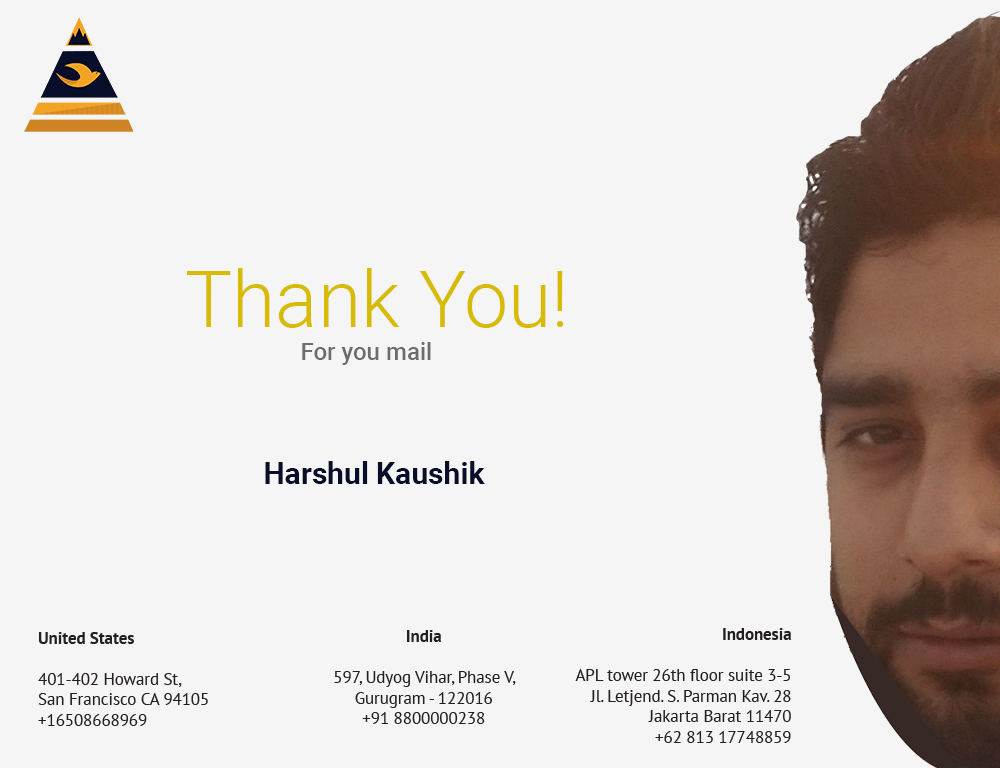 Thank You!
For you mail
Harshul Kaushik
United States
401-402 Howard St,
San Francisco CA 94105
+16508668969
India
597, Udyog Vihar, Phase V,
Gurugram - 122016
+91 8800000238
Indonesia
APL tower 26th floor suite 3-5
Jl. Letjend. S. Parman Kav. 28
Jakarta Barat 11470
+62 813 17748859